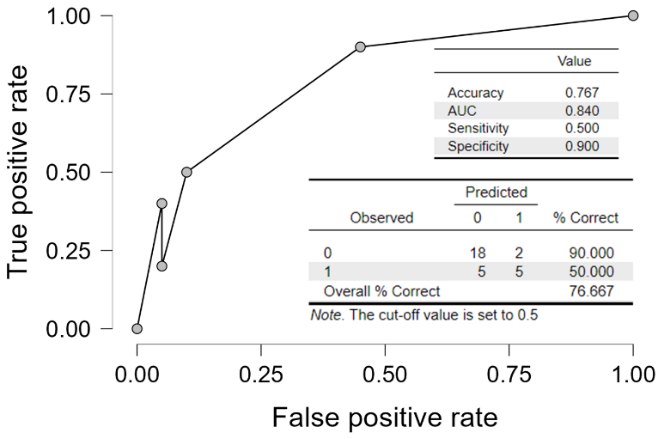 True positive rate
1.00
0.75
0.50
0.25
0.00
Value
Accuracy 0.767
AUC 0.840
Sensitivity 0.500
Specificity 0.900
Predicted
Observed 0 1 % Correct
0 18 2 90.000
1 5 5 50.000
Overall % Correct 76.667
Note. The cut-off value is set to 0.5
0.00 0.25 0.50 0.75 1.00
False positive rate